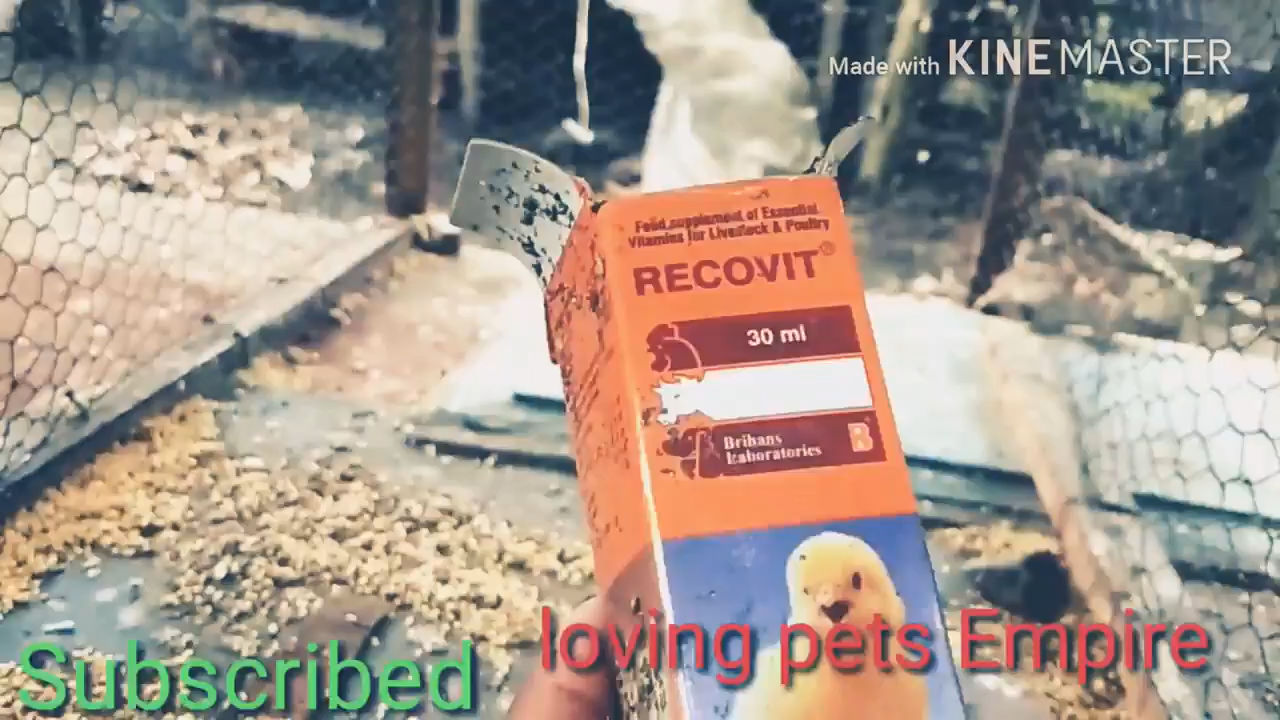 Made with KINEMASTER
Feed supplement of Essential
Vitamins for Livestock & Poultry
RECOVIT®
30 ml
Brihans
Laboratories
B
loving pets Empire
Subscribed